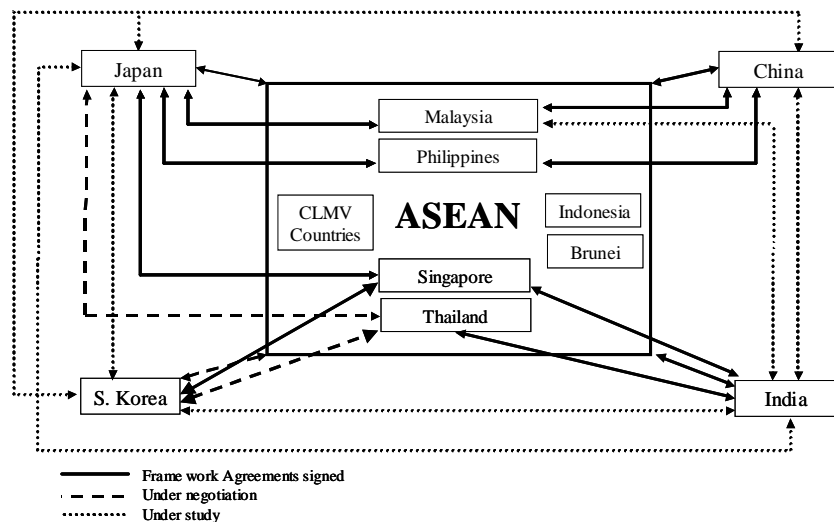 Japan
China
Malaysia
Philippines
CLMV
Countries
ASEAN
Indonesia
Brunei
Singapore
Thailand
S. Korea
India
Frame work Agreements signed
Under negotiation
Under study